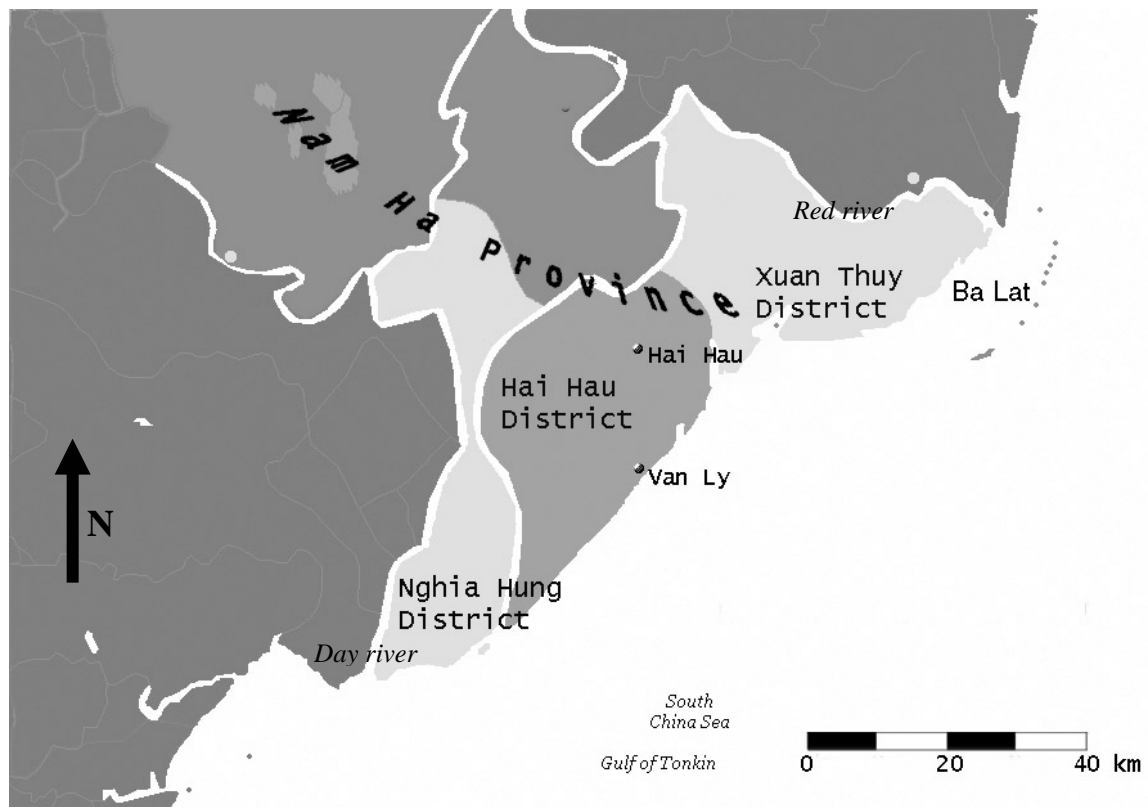 Nam Ha Province
Red river
Xuan Thuy
District
Ba Lat
Hai Hau
Hai Hau
District
Van Ly
N
Nghia Hung
District
Day river
South
China Sea
Gulf of Tonkin
0 20 40 km